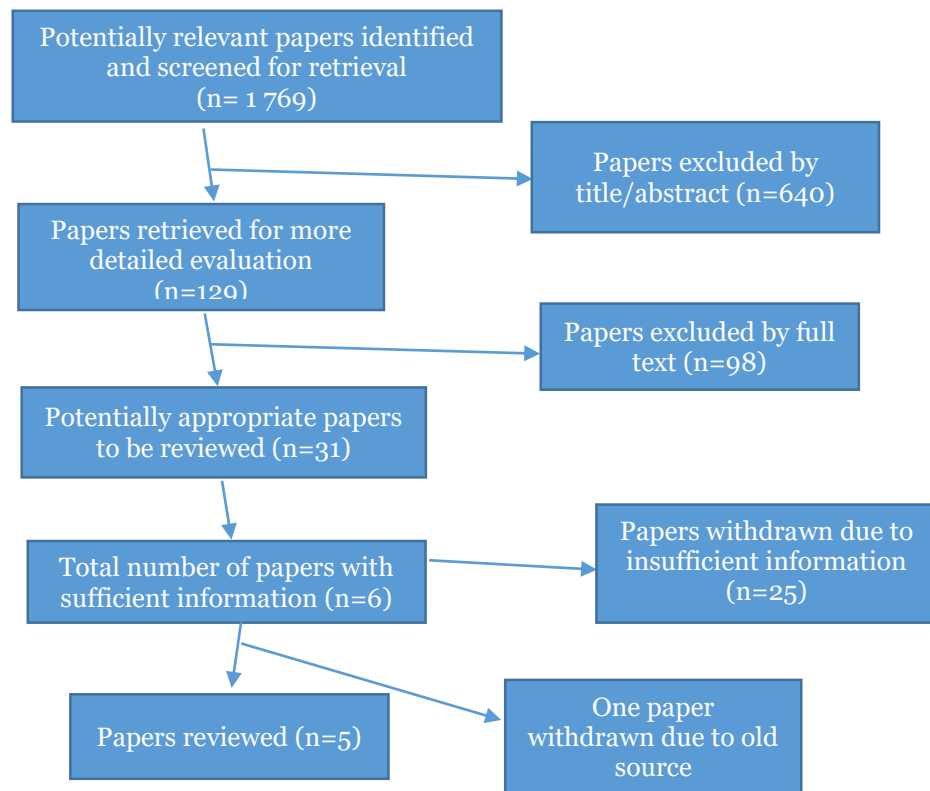 Potentially relevant papers identified
and screened for retrieval
(n= 1 769)
Papers excluded by
title/abstract (n=640)
Papers retrieved for more
detailed evaluation
(n=129)
Papers excluded by full
text (n=98)
Potentially appropriate papers
to be reviewed (n=31)
Papers withdrawn due to
insufficient information
(n=25)
Total number of papers with
sufficient information (n=6)
One paper
withdrawn due to old
source
Papers reviewed (n=5)